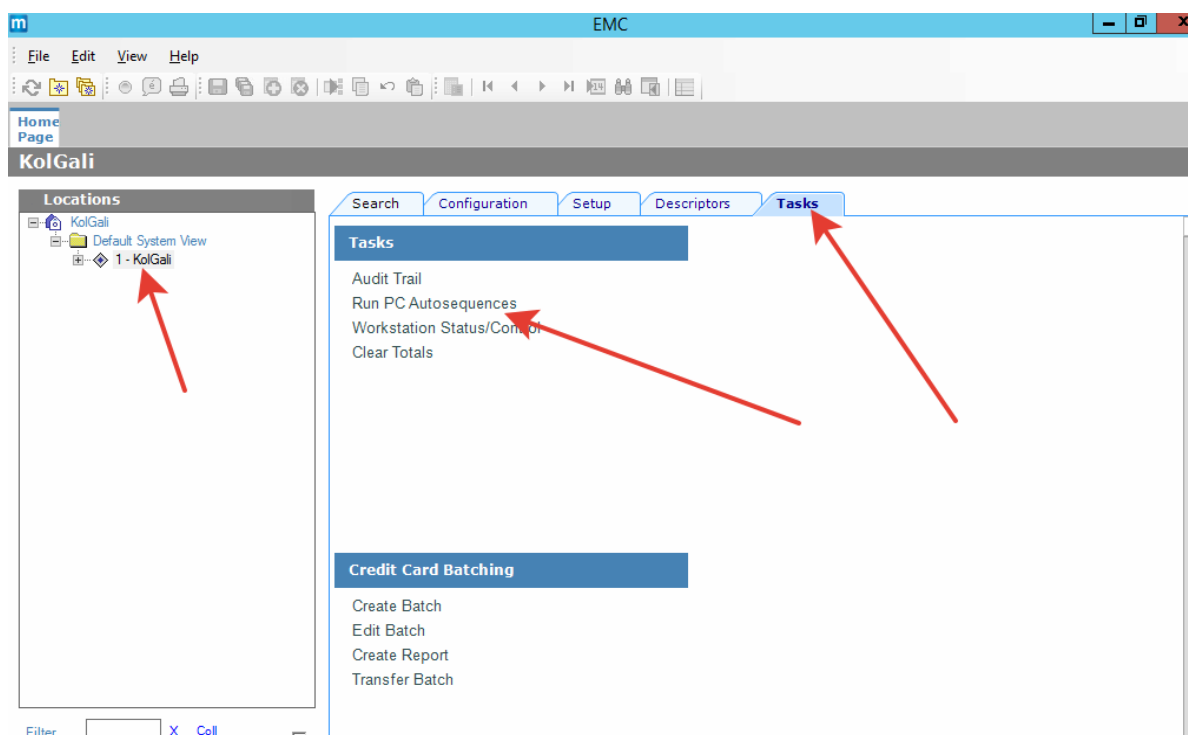 m EMC
File Edit View Help
Home
Page
KolGali
Locations
KolGali
Default System View
1 - KolGali
Search Configuration Setup Descriptors Tasks
Tasks
Audit Trail
Run PC Autosequences
Workstation Status/Control
Clear Totals
Credit Card Batching
Create Batch
Edit Batch
Create Report
Transfer Batch
Filter X Coll